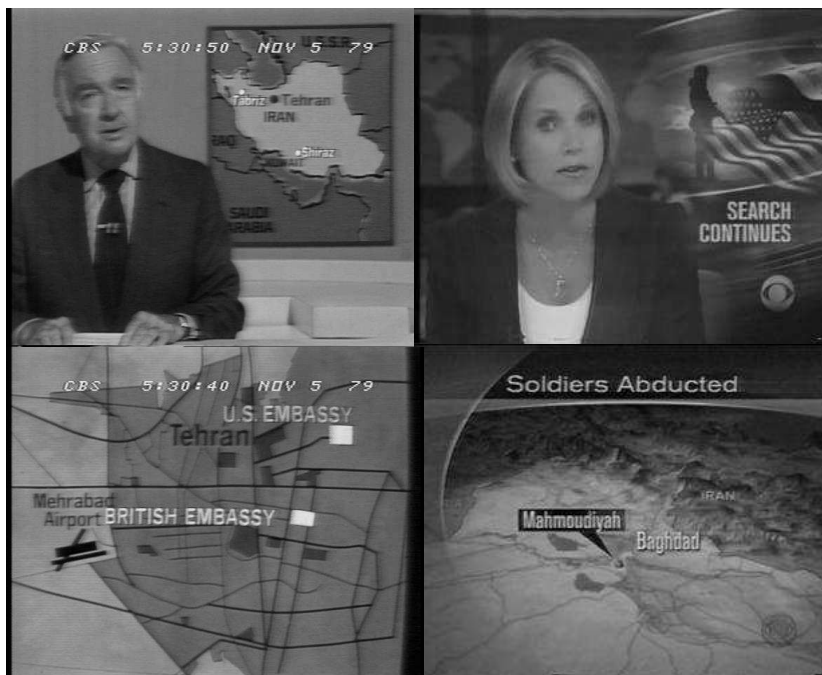 CBS 5:30:50 NOV 5 79
U.S.S.R.
Tabriz
Tehran
IRAN
KUWAIT
Shiraz
SAUDI
ARABIA
SEARCH
CONTINUES
CBS 5:30:40 NOV 5 79
U.S. EMBASSY
Tehran
Mehrabad
Airport
BRITISH EMBASSY
Soldiers Abducted
IRAN
Mahmoudiyah
Baghdad